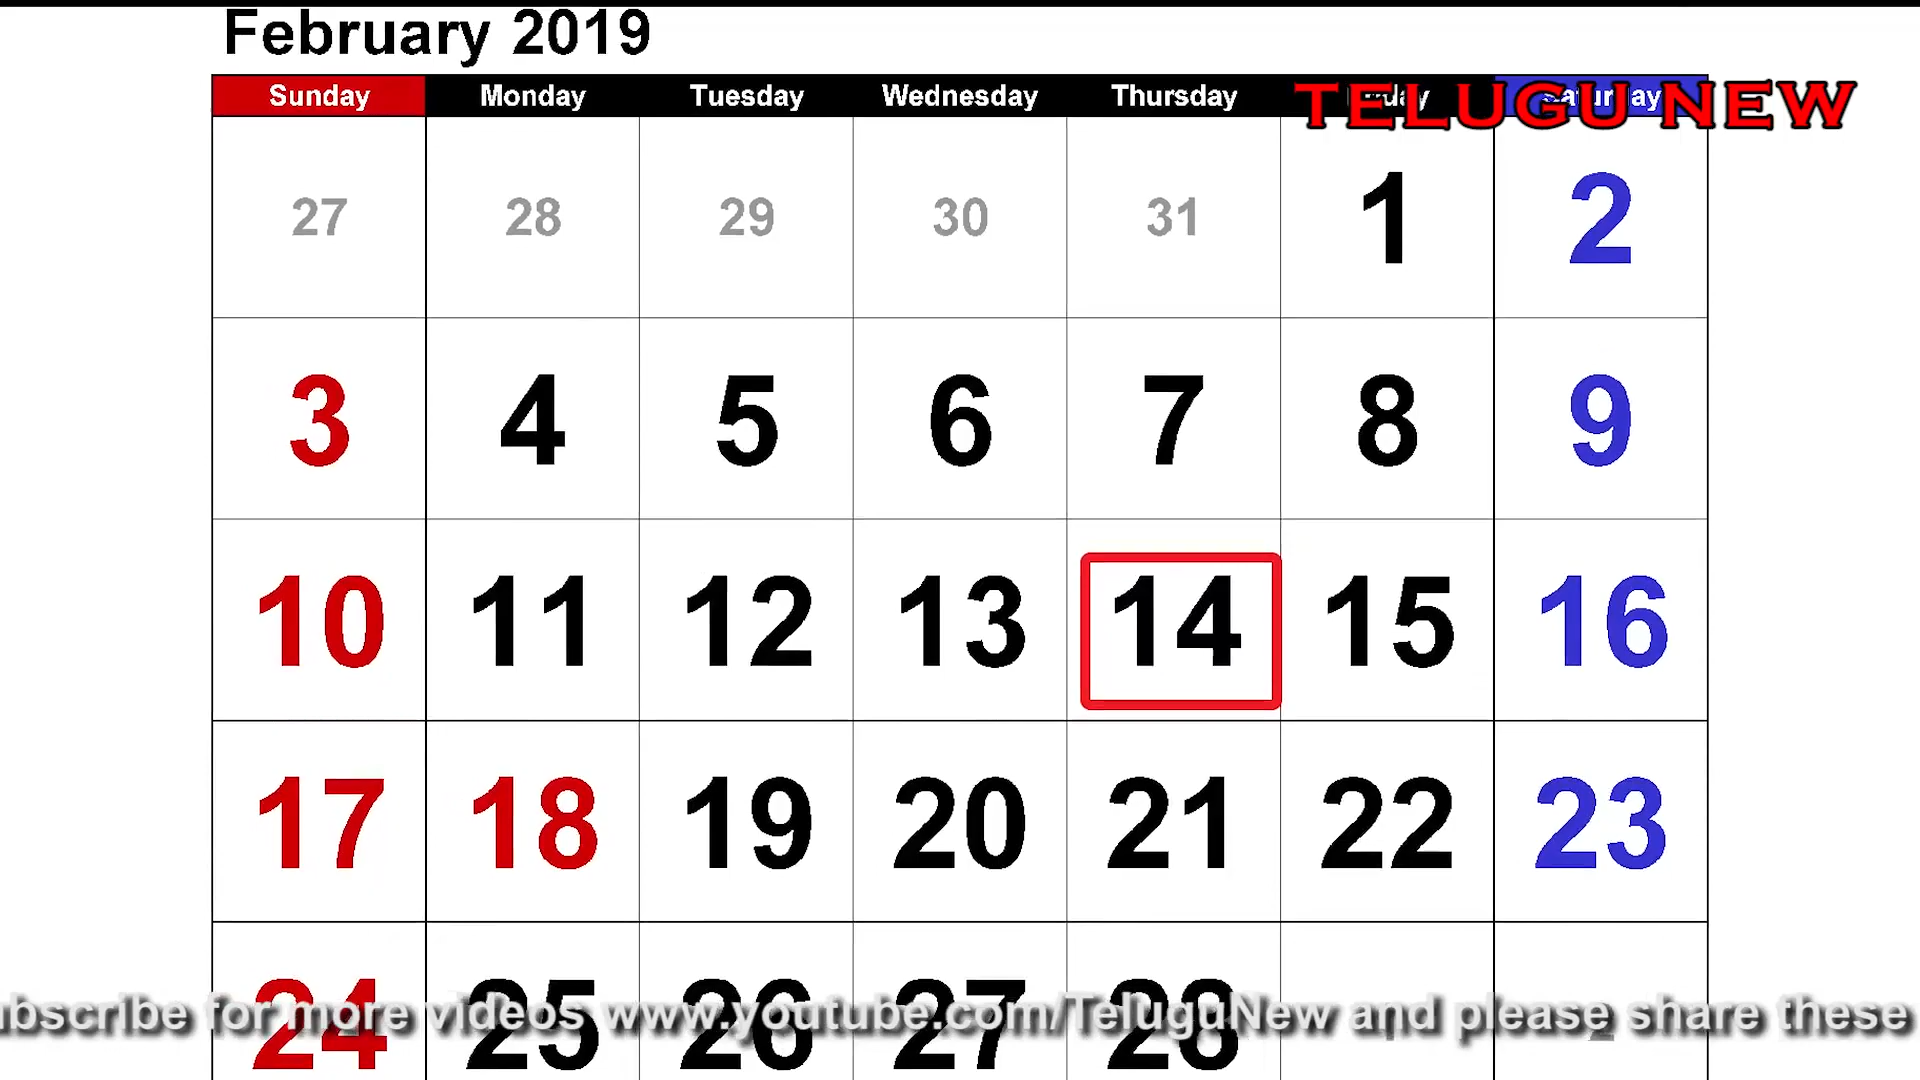 February 2019
Sunday Monday Tuesday Wednesday Thursday
TELUGU NEW
27 28 29 30 31 1 2
3 4 5 6 7 8 9
10 11 12 13 14 15 16
17 18 19 20 21 22 23
24 25 26 27 28
ubscribe for more videos www.youtube.com/TeluguNew and please share these